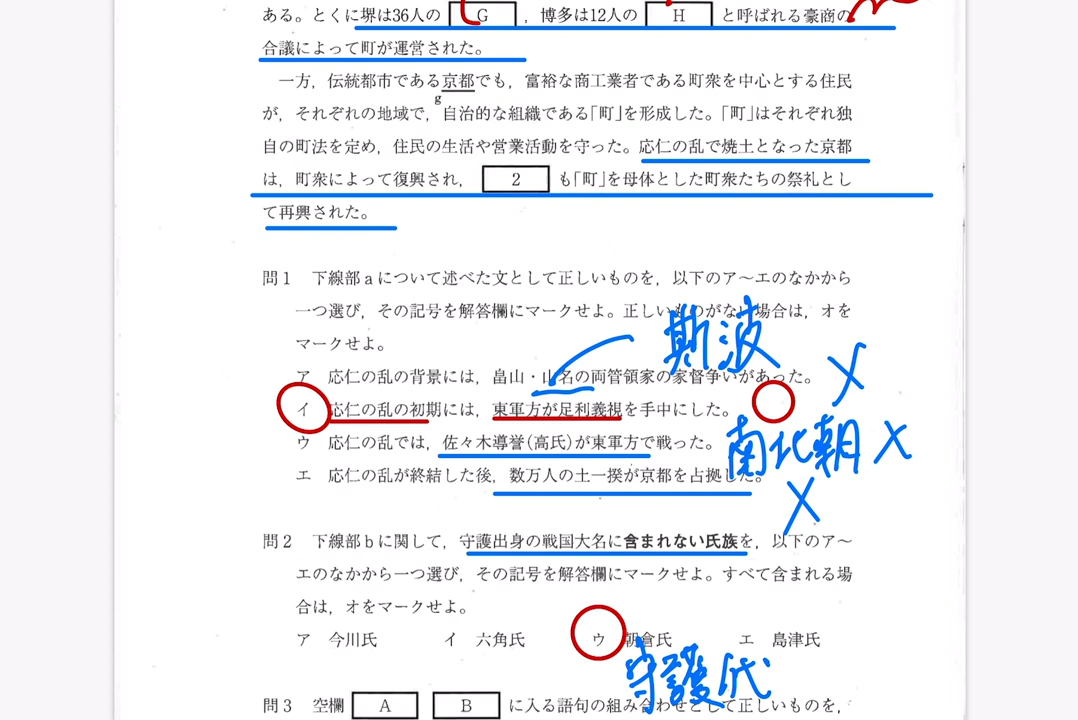 ある。とくに堺は36人の G , 博多は12人の H と呼ばれる豪商の
合議によって町が運営された。
一方, 伝統都市である京都でも, 富裕な商工業者である町衆を中心とする住民
g
が, それぞれの地域で, 自治的な組織である「町」を形成した。「町」はそれぞれ独
自の町法を定め, 住民の生活や営業活動を守った。応仁の乱で焼土となった京都
は, 町衆によって復興され, 2 も「町」を母体とした町衆たちの祭礼とし
て再興された。
問1 下線部aについて述べた文として正しいものを, 以下のア〜エのなかから
一つ選び, その記号を解答欄にマークせよ。正しいものがない場合は, オを
マークせよ。
斯波
ア 応仁の乱の背景には, 畠山・山名の両管領家の家督争いがあった。 ×
イ 応仁の乱の初期には, 東軍方が足利義視を手中にした。 ○
ウ 応仁の乱では, 佐々木導誉(高氏)が東軍方で戦った。 南北朝 ×
エ 応仁の乱が終結した後, 数万人の土一揆が京都を占拠した。 ×
問2 下線部bに関して, 守護出身の戦国大名に含まれない氏族を, 以下のア〜
エのなかから一つ選び, その記号を解答欄にマークせよ。すべて含まれる場
合は, オをマークせよ。
ア 今川氏 イ 六角氏 ウ 朝倉氏 エ 島津氏
守護代
問3 空欄 A B に入る語句の組み合わせとして正しいものを,